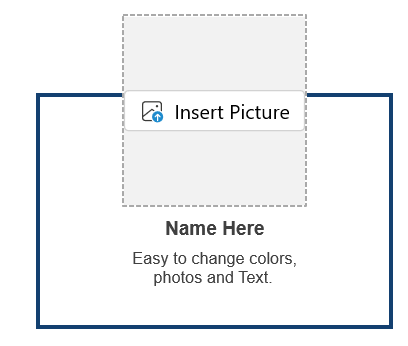 Insert Picture
Name Here
Easy to change colors,
photos and Text.